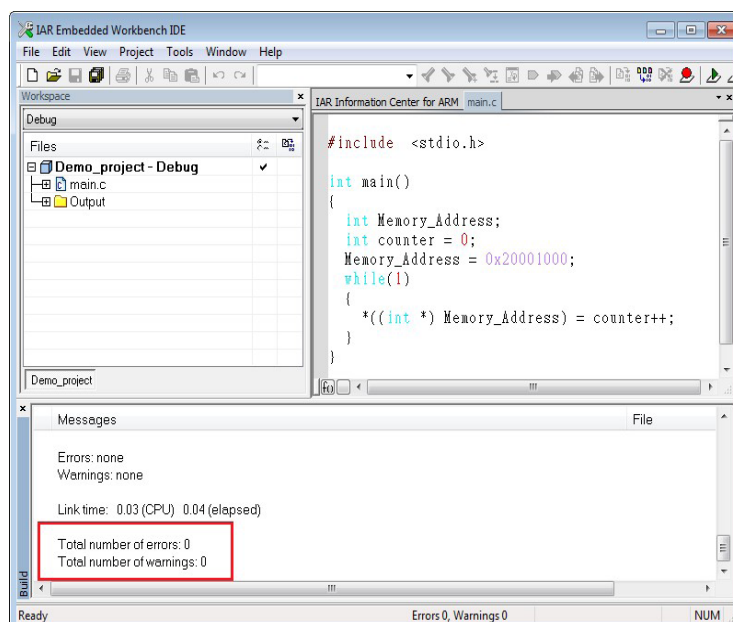 IAR Embedded Workbench IDE
File Edit View Project Tools Window Help
Workspace
Debug
Files
Demo_project - Debug
main.c
Output
Demo_project
IAR Information Center for ARM main.c
#include <stdio.h>
int main()
{
int Memory_Address;
int counter = 0;
Memory_Address = 0x20001000;
while(1)
{
*((int *) Memory_Address) = counter++;
}
}
f()
Messages File
Errors: none
Warnings: none
Link time: 0.03 (CPU) 0.04 (elapsed)
Total number of errors: 0
Total number of warnings: 0
Build
Ready Errors 0, Warnings 0 NUM